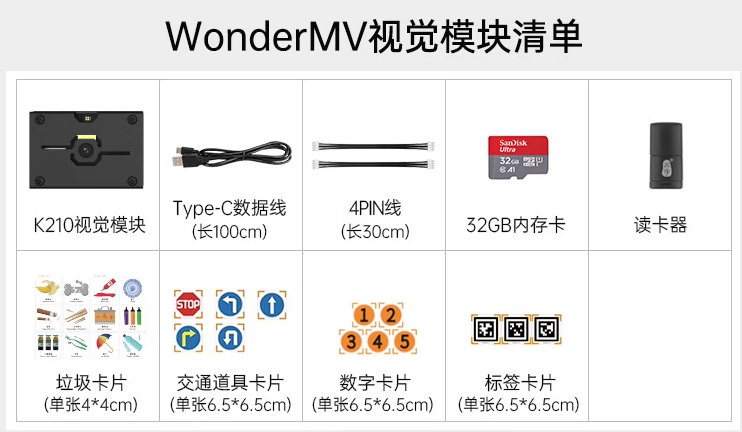 WonderMV视觉模块清单
K210视觉模块
Type-C数据线
(长100cm)
4PIN线
(长30cm)
SanDisk
Ultra
32GB
A1
32GB内存卡
读卡器
垃圾卡片
(单张4*4cm)
STOP
交通道具卡片
(单张6.5*6.5cm)
1 2
3 4 5
数字卡片
(单张6.5*6.5cm)
标签卡片
(单张6.5*6.5cm)